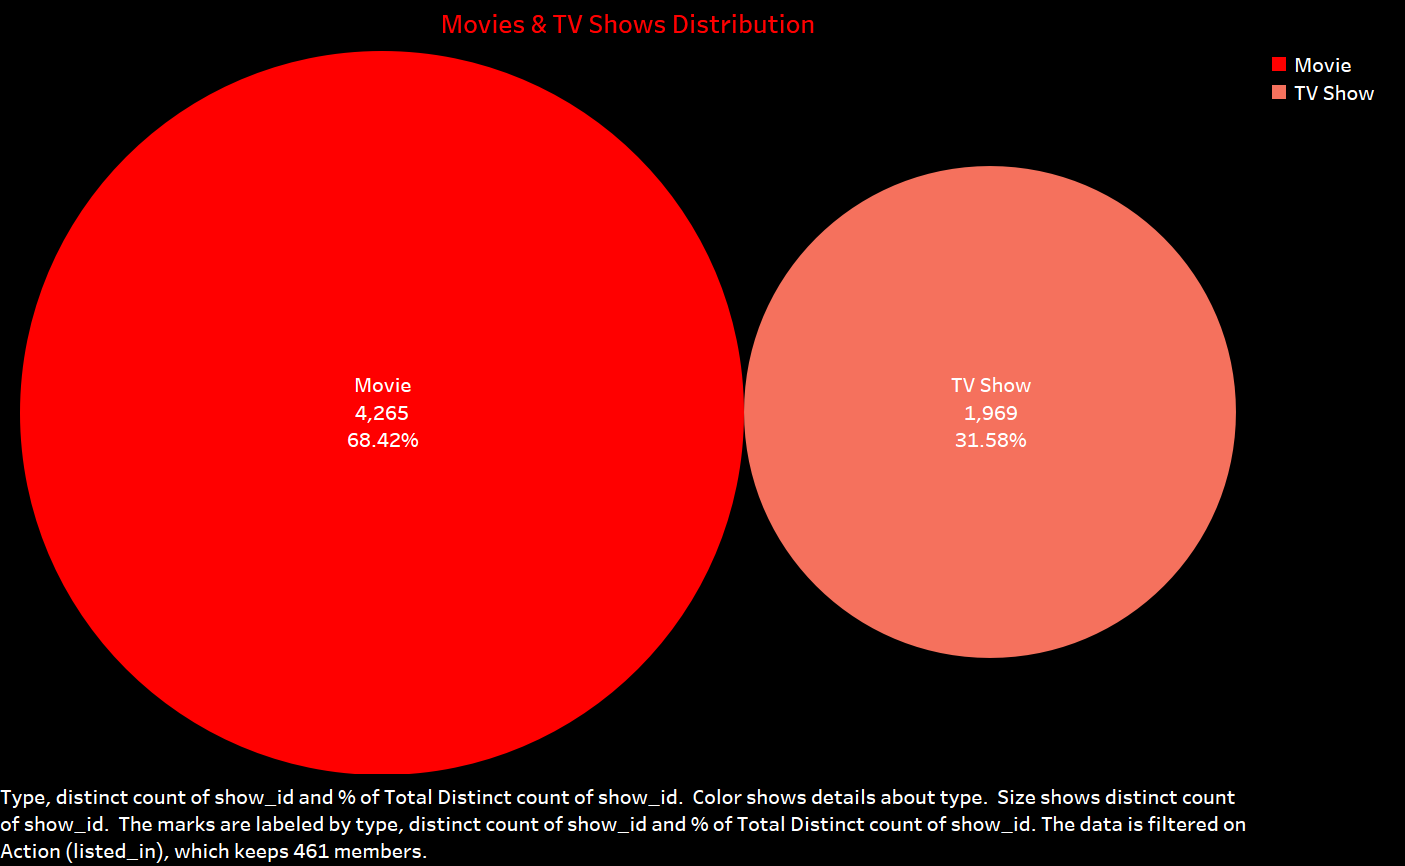 Movies & TV Shows Distribution
Movie
TV Show
Movie
4,265
68.42%
TV Show
1,969
31.58%
Type, distinct count of show_id and % of Total Distinct count of show_id.  Color shows details about type.  Size shows distinct count
of show_id.  The marks are labeled by type, distinct count of show_id and % of Total Distinct count of show_id. The data is filtered on
Action (listed_in), which keeps 461 members.